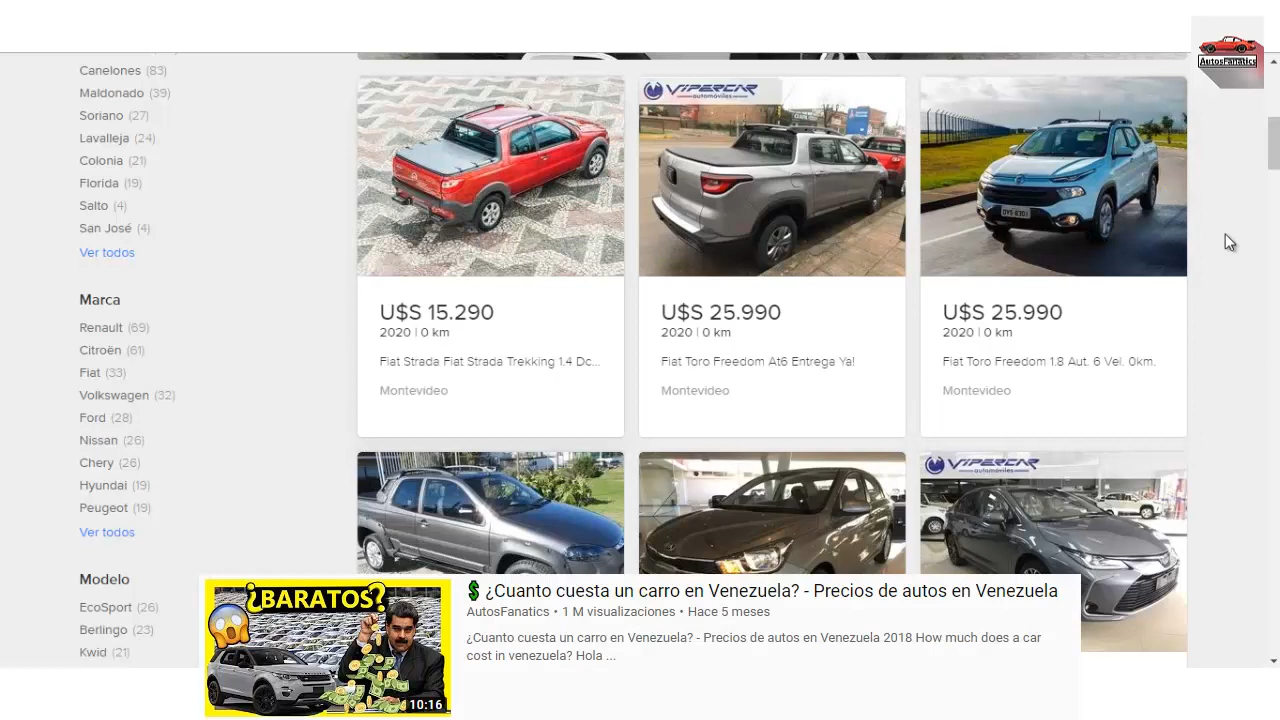 Canelones (83)
Maldonado (39)
Soriano (27)
Lavalleja (24)
Colonia (21)
Florida (19)
Salto (4)
San José (4)
Ver todos
Marca
Renault (69)
Citroën (61)
Fiat (33)
Volkswagen (32)
Ford (28)
Nissan (26)
Chery (26)
Hyundai (19)
Peugeot (19)
Ver todos
Modelo
EcoSport (26)
Berlingo (23)
Kwid (21)
AutosFanatics
VIPERCAR
automóviles
U$S 15.290
2020 | 0 km
Fiat Strada Fiat Strada Trekking 1.4 Dc...
Montevideo
U$S 25.990
2020 | 0 km
Fiat Toro Freedom At6 Entrega Ya!
Montevideo
U$S 25.990
2020 | 0 km
Fiat Toro Freedom 1.8 Aut. 6 Vel. 0km.
Montevideo
VIPERCAR
automóviles
¿BARATOS?
10:16
¿Cuanto cuesta un carro en Venezuela? - Precios de autos en Venezuela
AutosFanatics • 1 M visualizaciones • Hace 5 meses
¿Cuanto cuesta un carro en Venezuela? - Precios de autos en Venezuela 2018 How much does a car
cost in venezuela? Hola ...